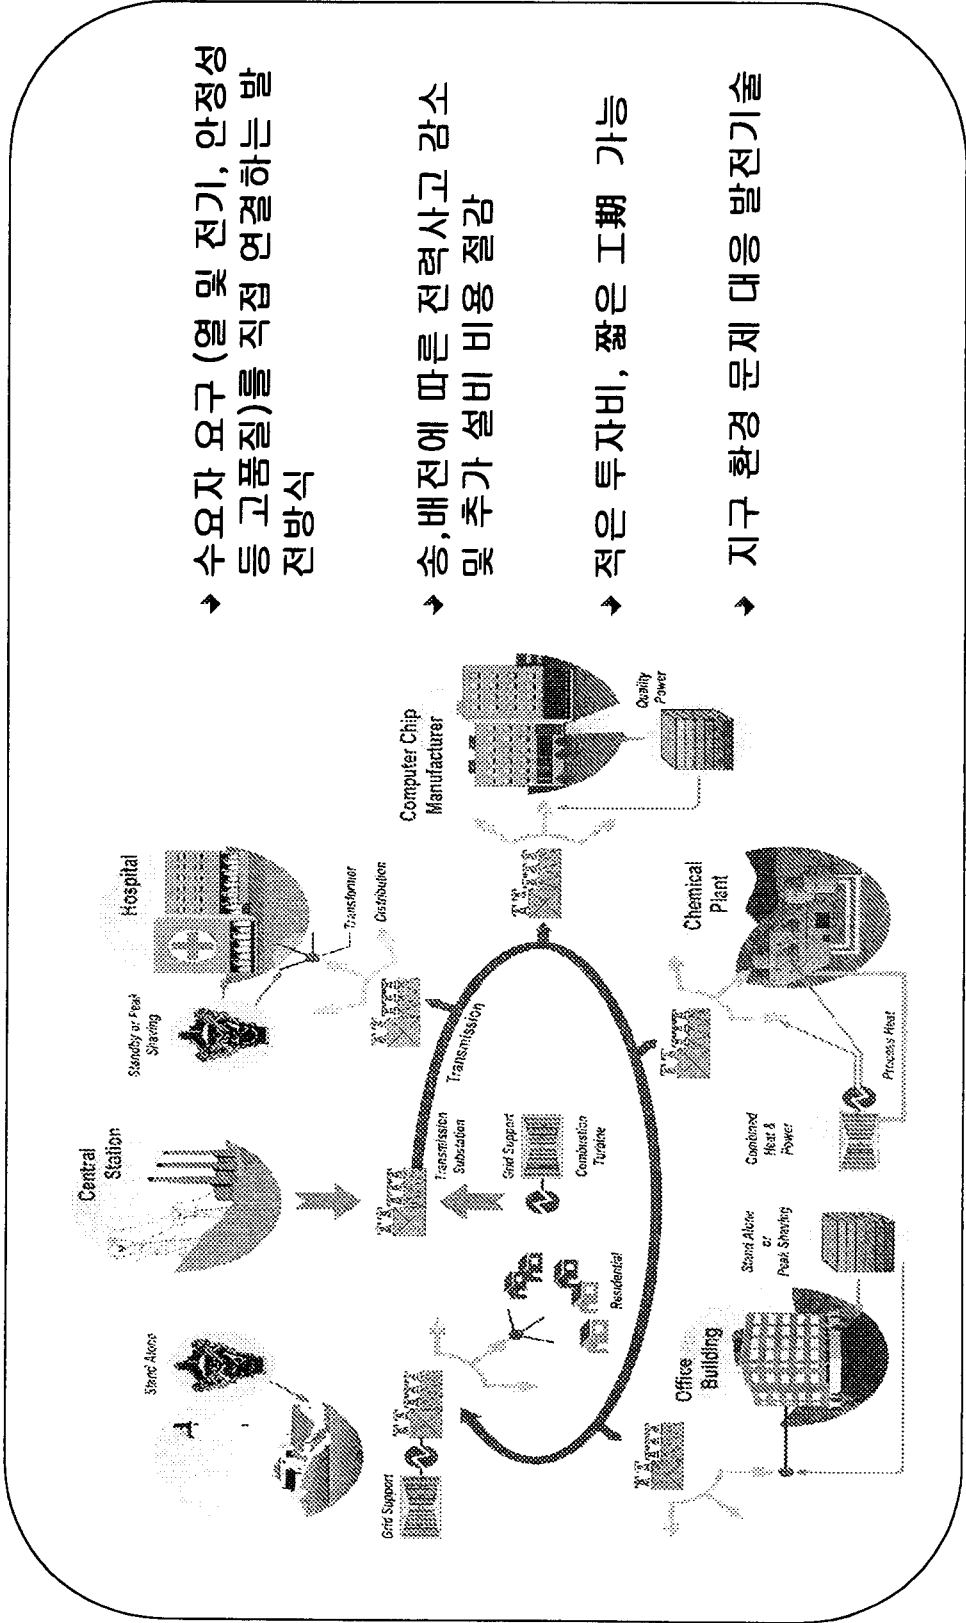 Stand Alone
Central
Station
Standby or Peak
Shaving
Hospital
Transformer
Distribution
Grid Support
Transmission
Substation
Transmission
Grid Support
Combustion
Turbine
Residential
Computer Chip
Manufacturer
Quality
Power
Office
Building
Stand Alone
or
Peak Shaving
Combined
Heat &
Power
Process Heat
Chemical
Plant
수요자 요구 (열 및 전기, 안정성
등 고품질)를 직접 연결하는 발
전방식
송,배전에 따른 전력사고 감소
및 추가 설비 비용 절감
적은 투자비, 짧은 工期 가능
지구 환경 문제 대응 발전기술